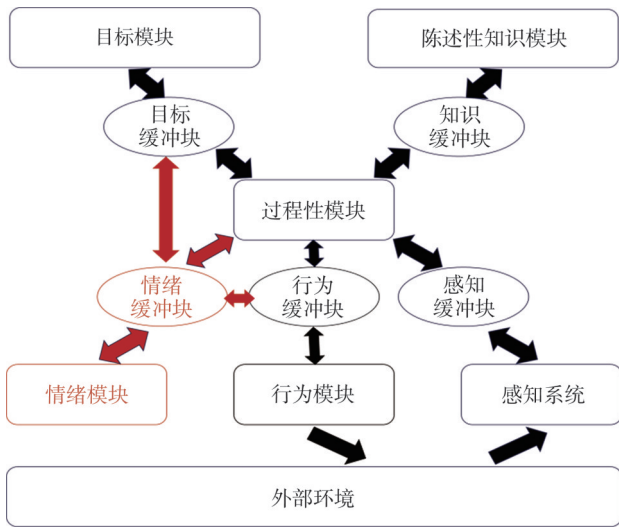 目标模块
陈述性知识模块
目标
缓冲块
知识
缓冲块
过程性模块
情绪
缓冲块
行为
缓冲块
感知
缓冲块
情绪模块
行为模块
感知系统
外部环境